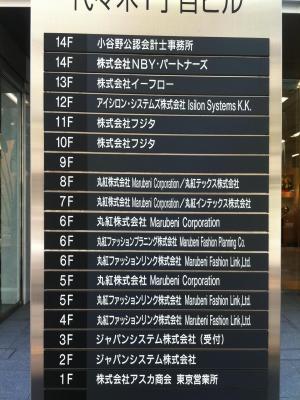 代々木1丁目ビル
14F 小谷野公認会計士事務所
14F 株式会社NBY・パートナーズ
13F 株式会社イーフロー
12F アイシロン・システムズ株式会社 Isilon Systems K.K.
11F 株式会社フジタ
10F 株式会社フジタ
9F
8F 丸紅株式会社 Marubeni Corporation／丸紅テックス株式会社
7F 丸紅株式会社 Marubeni Corporation／丸紅インテックス株式会社
6F 丸紅株式会社 Marubeni Corporation
6F 丸紅ファッションプランニング株式会社 Marubeni Fashion Planning Co.
6F 丸紅ファッションリンク株式会社 Marubeni Fashion Link,Ltd.
5F 丸紅株式会社 Marubeni Corporation
5F 丸紅ファッションリンク株式会社 Marubeni Fashion Link,Ltd.
4F 丸紅ファッションリンク株式会社 Marubeni Fashion Link,Ltd.
3F ジャパンシステム株式会社（受付）
2F ジャパンシステム株式会社
1F 株式会社アスカ商会 東京営業所